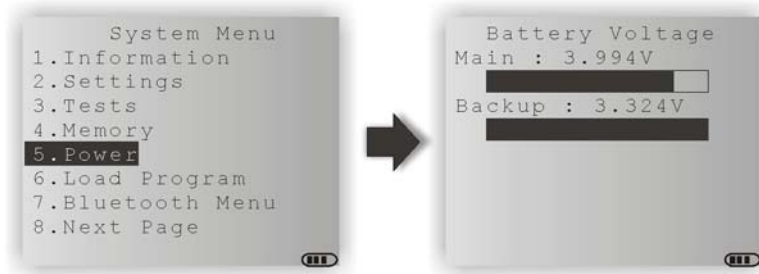 System Menu
1.Information
2.Settings
3.Tests
4.Memory
5.Power
6.Load Program
7.Bluetooth Menu
8.Next Page
Battery Voltage
Main : 3.994V
Backup : 3.324V